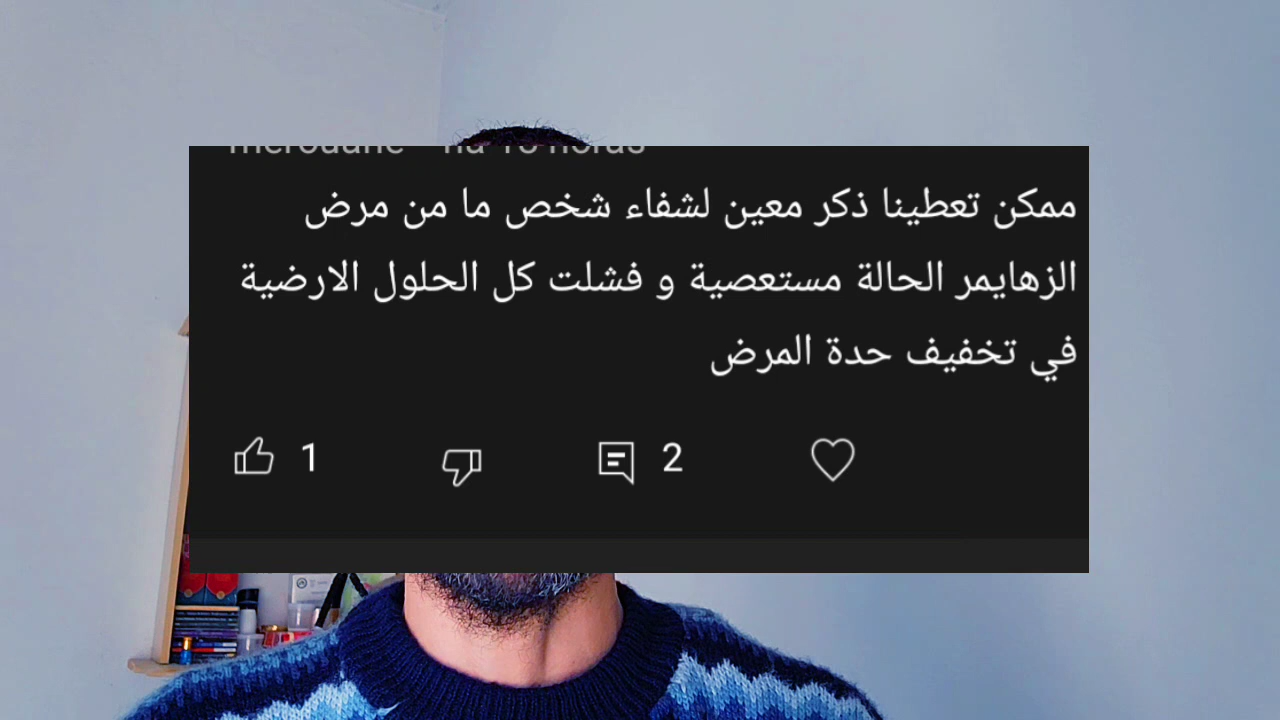 ممكن تعطينا ذكر معين لشفاء شخص ما من مرض
الزهايمر الحالة مستعصية و فشلت كل الحلول الارضية
في تخفيف حدة المرض
1
2